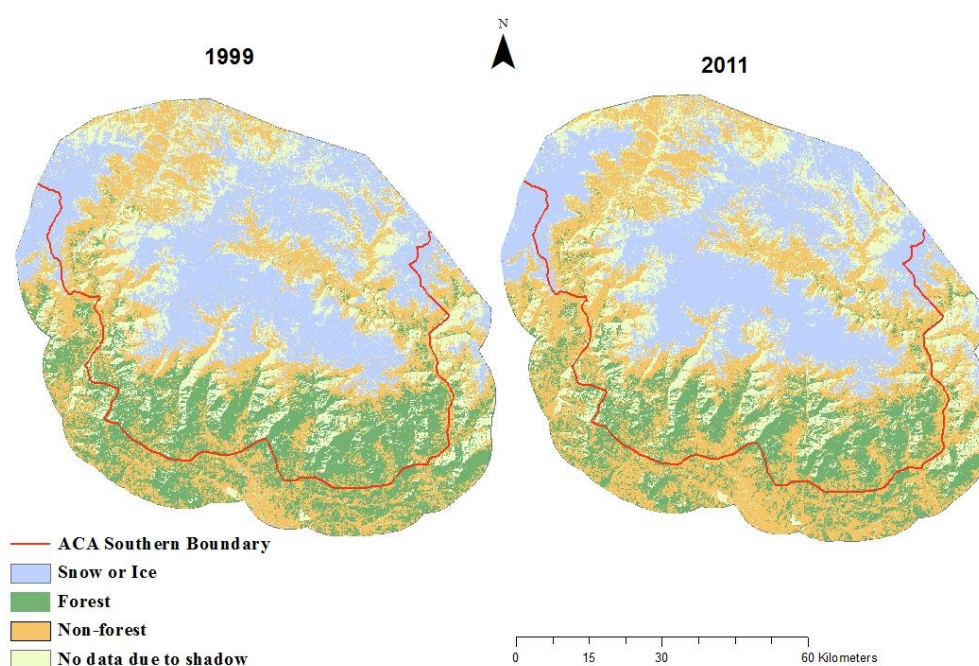 N
1999
2011
ACA Southern Boundary
Snow or Ice
Forest
Non-forest
No data due to shadow
0 15 30 60 Kilometers